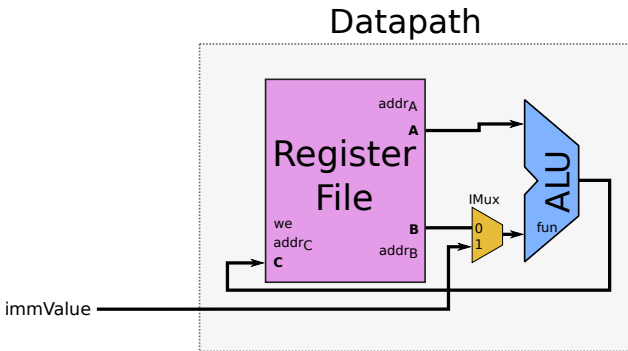 Datapath
addrA
A
Register
File
ALU
IMux
we
B
0
fun
addrC
1
addrB
C
immValue